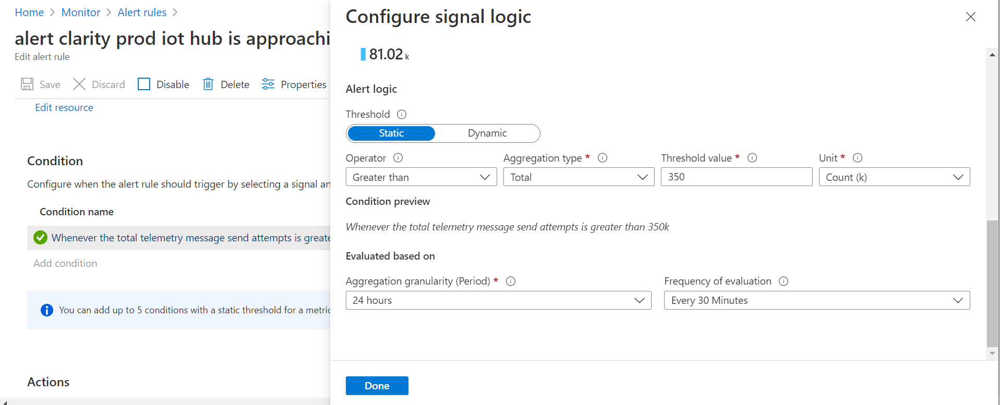 Home > Monitor > Alert rules >
alert clarity prod iot hub is approachi
Edit alert rule
Save Discard Disable Delete Properties
Edit resource
Condition
Configure when the alert rule should trigger by selecting a signal an
Condition name
Whenever the total telemetry message send attempts is greate
Add condition
You can add up to 5 conditions with a static threshold for a metric
Actions
Configure signal logic
81.02 k
Alert logic
Threshold
Static Dynamic
Operator Aggregation type * Threshold value * Unit *
Greater than Total 350 Count (k)
Condition preview
Whenever the total telemetry message send attempts is greater than 350k
Evaluated based on
Aggregation granularity (Period) * Frequency of evaluation
24 hours Every 30 Minutes
Done